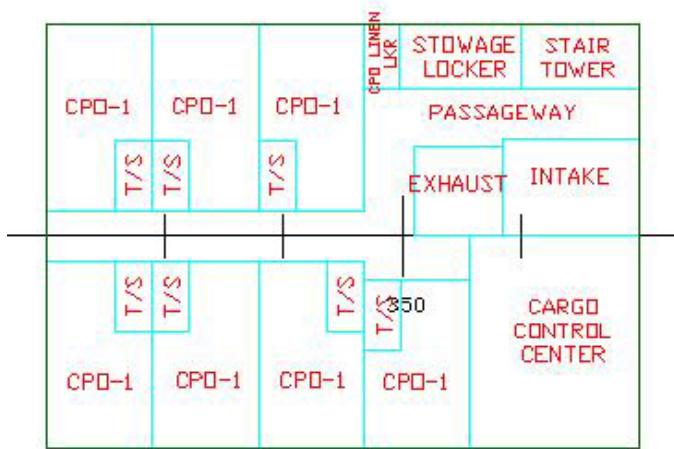 CPO-1
CPO-1
CPO-1
CPO LINEN
LKR
STOWAGE
LOCKER
STAIR
TOWER
PASSAGEWAY
T/S
T/S
T/S
EXHAUST
INTAKE
T/S
T/S
T/S
T/S
350
CARGO
CONTROL
CENTER
CPO-1
CPO-1
CPO-1
CPO-1